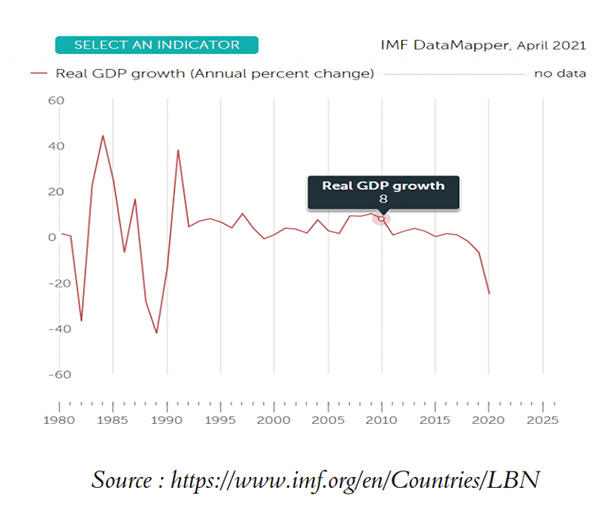 SELECT AN INDICATOR
IMF DataMapper, April 2021
Real GDP growth (Annual percent change)
no data
60
40
20
0
-20
-40
-60
Real GDP growth
8
1980 1985 1990 1995 2000 2005 2010 2015 2020 2025
Source : https://www.imf.org/en/Countries/LBN